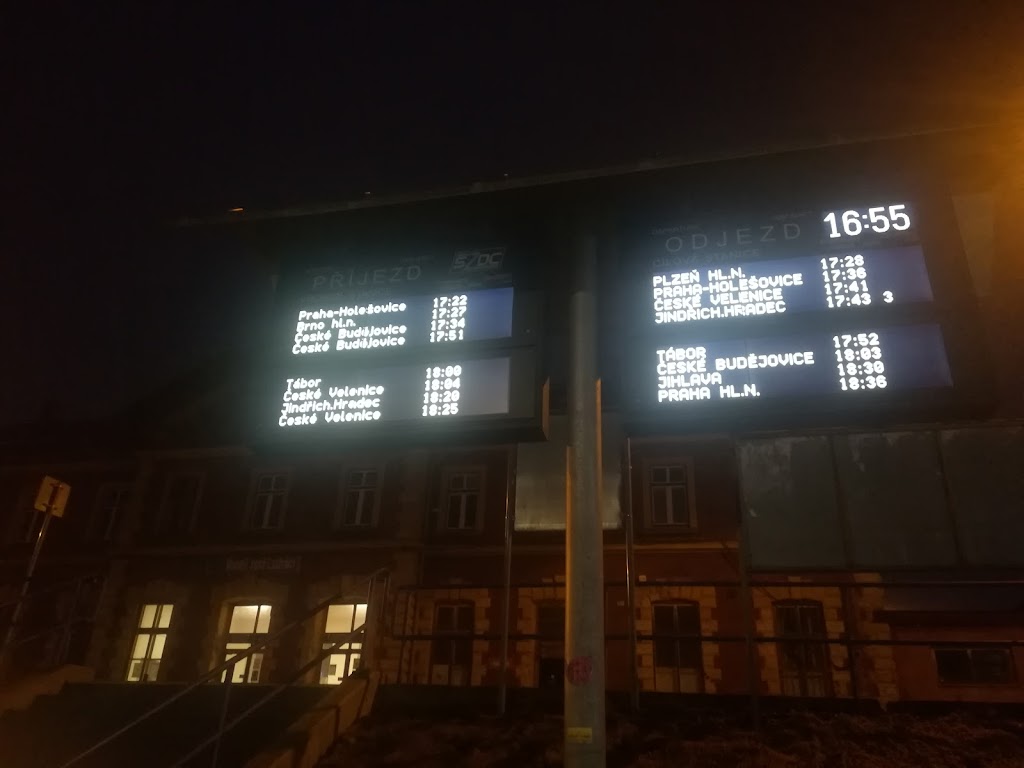 PŘÍJEZD
SŽDC
Praha-Holešovice 17:22
Brno hl.n. 17:27
České Budějovice 17:34
České Budějovice 17:51
Tábor 18:00
České Velenice 18:04
Jindřich.Hradec 18:20
České Velenice 18:25
16:55
ODJEZD
CÍLOVÁ STANICE
PLZEŇ HL.N. 17:28
PRAHA-HOLEŠOVICE 17:36
ČESKÉ VELENICE 17:41
JINDŘICH.HRADEC 17:43 3
TÁBOR 17:52
ČESKÉ BUDĚJOVICE 18:03
JIHLAVA 18:30
PRAHA HL.N. 18:36